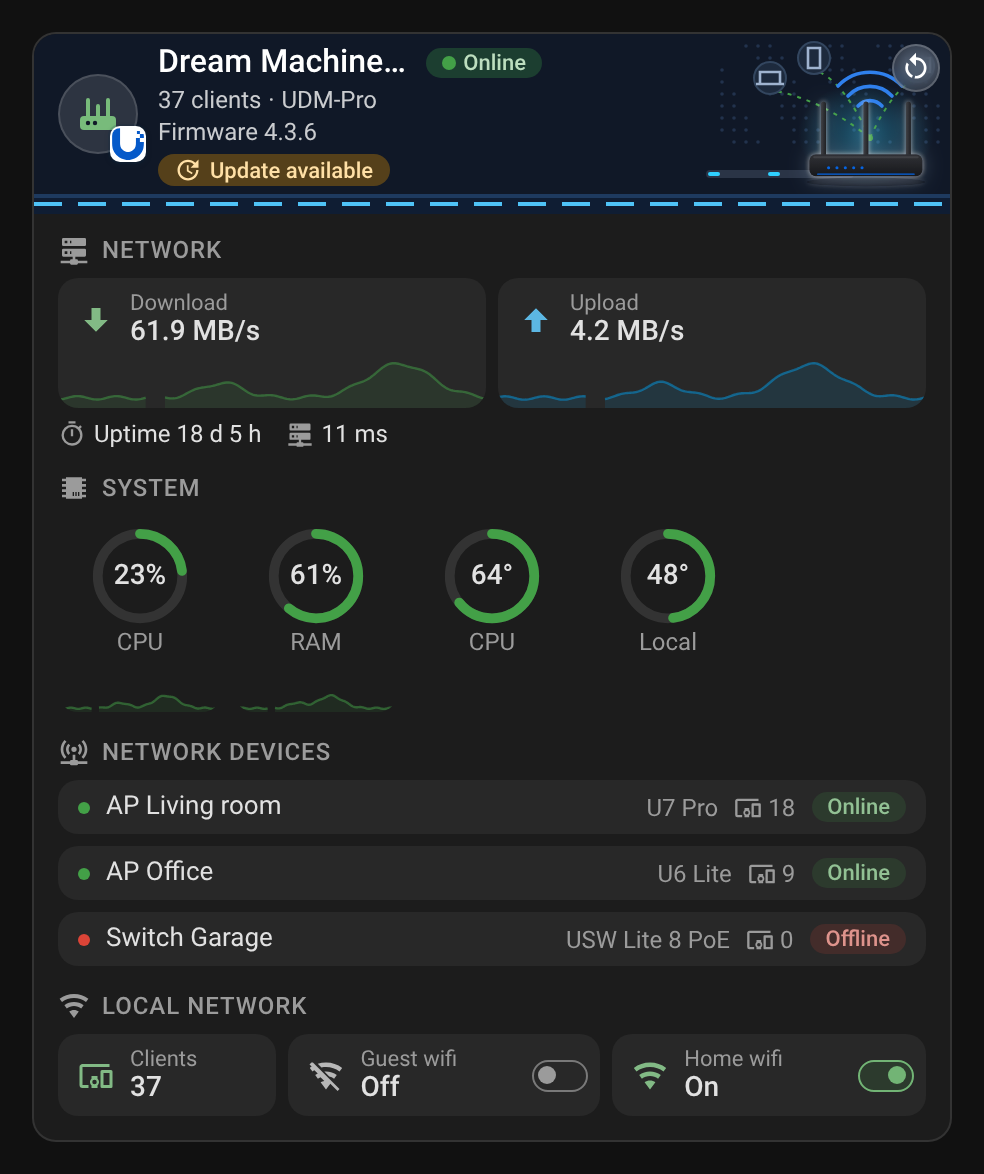 Dream Machine...
Online
37 clients · UDM-Pro
Firmware 4.3.6
Update available
NETWORK
Download
61.9 MB/s
Upload
4.2 MB/s
Uptime 18 d 5 h
11 ms
SYSTEM
23%
CPU
61%
RAM
64°
CPU
48°
Local
NETWORK DEVICES
AP Living room
U7 Pro
18
Online
AP Office
U6 Lite
9
Online
Switch Garage
USW Lite 8 PoE
0
Offline
LOCAL NETWORK
Clients
37
Guest wifi
Off
Home wifi
On